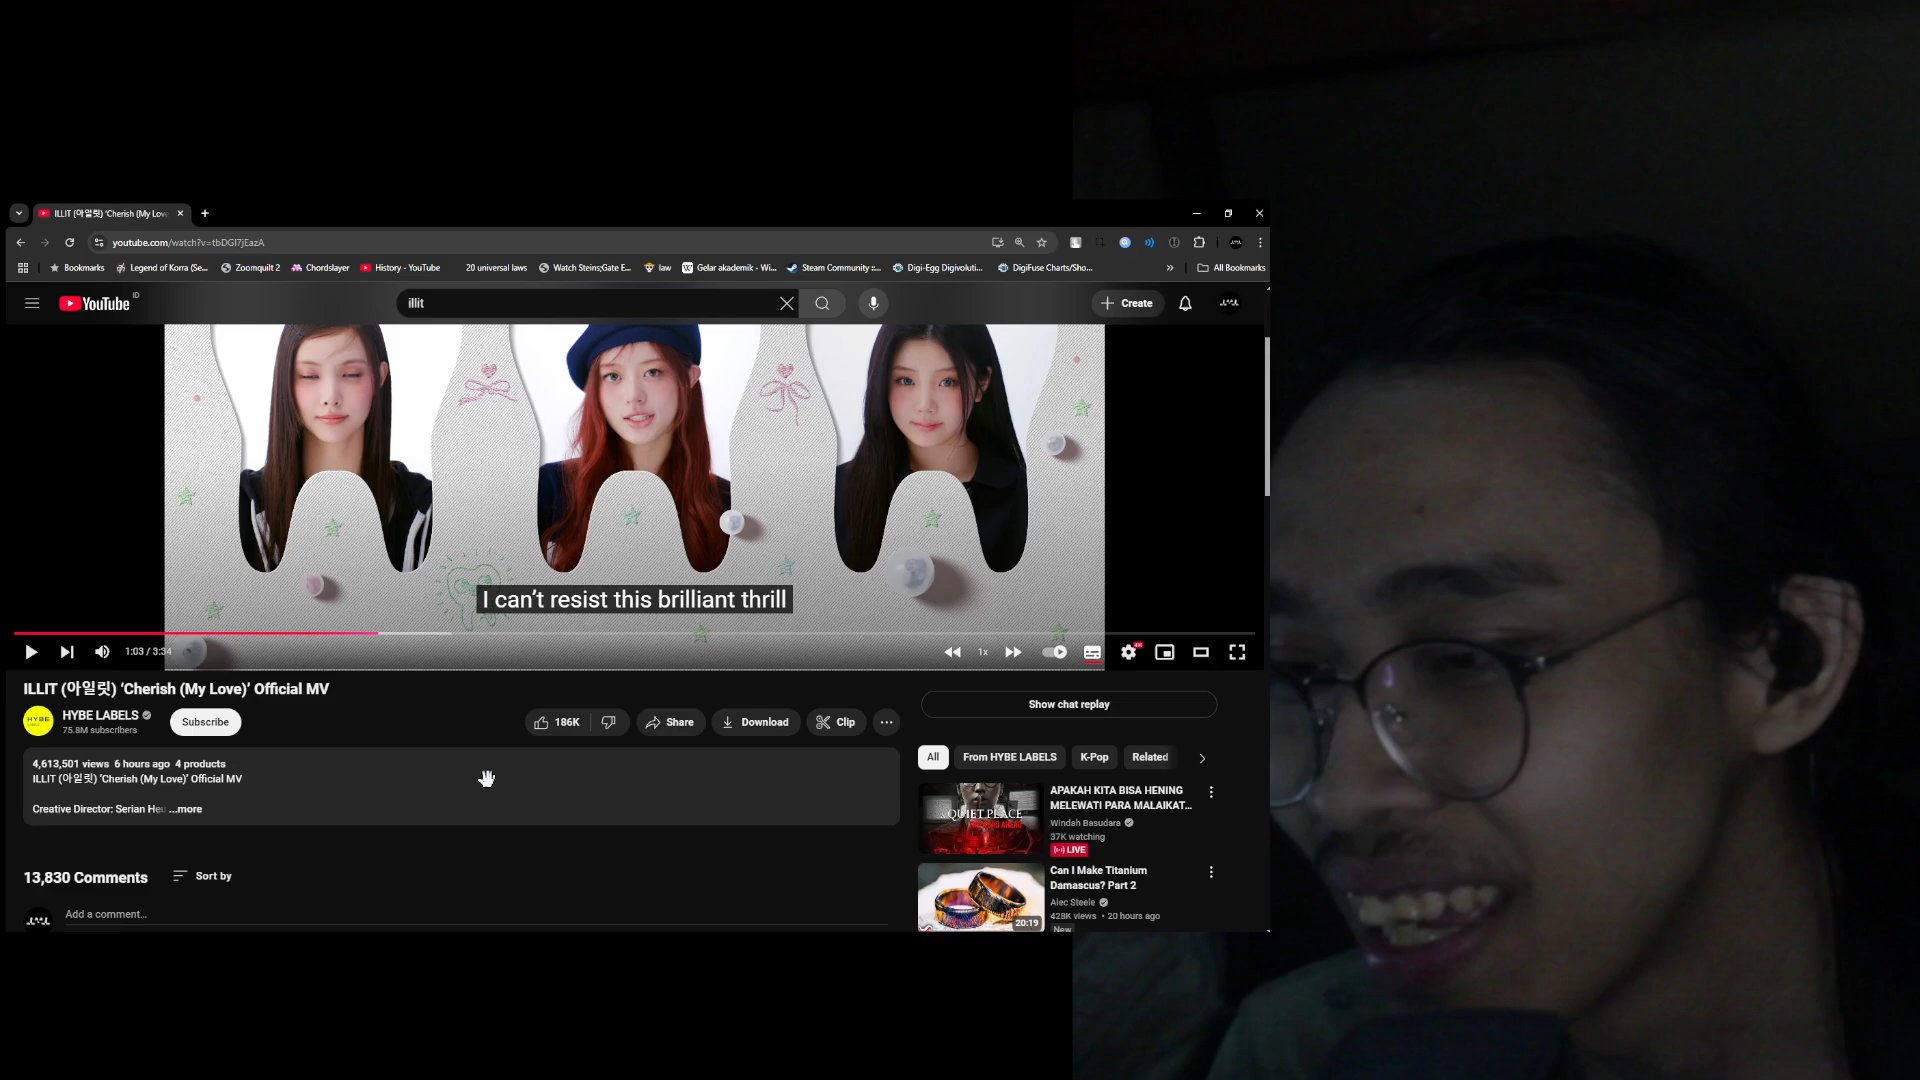 ILLIT (아일릿) ‘Cherish (My Lov
youtube.com/watch?v=tbDGI7jEazA
Bookmarks
Legend of Korra (Se...
Zoomquilt 2
Chordslayer
History - YouTube
20 universal laws
Watch Steins;Gate E...
law
Gelar akademik - Wi...
Steam Community :...
Digi-Egg Digivoluti...
DigiFuse Charts/Sho...
»
All Bookmarks
YouTube ID
illit
Create
I can’t resist this brilliant thrill
1:03 / 3:34
1x
ILLIT (아일릿) ‘Cherish (My Love)’ Official MV
HYBE LABELS
75.8M subscribers
Subscribe
186K
Share
Download
Clip
4,613,501 views 6 hours ago 4 products
ILLIT (아일릿) ‘Cherish (My Love)’ Official MV
Creative Director: Serian Heu ...more
13,830 Comments
Sort by
Add a comment...
Show chat replay
All
From HYBE LABELS
K-Pop
Related
QUIET PLACE
APAKAH KITA BISA HENING
MELEWATI PARA MALAIKAT...
Windah Basudara
37K watching
LIVE
20:19
Can I Make Titanium
Damascus? Part 2
Alec Steele
428K views • 20 hours ago
New